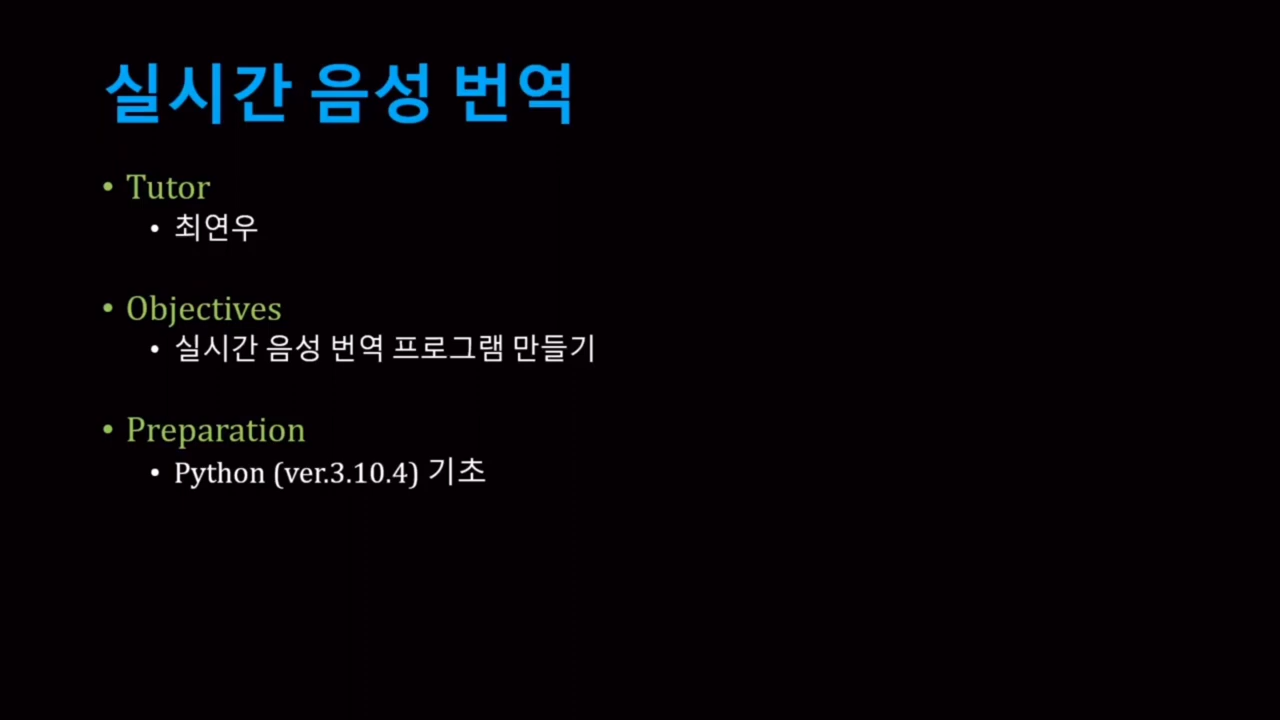 실시간 음성 번역
• Tutor
• 최연우
• Objectives
• 실시간 음성 번역 프로그램 만들기
• Preparation
• Python (ver.3.10.4) 기초